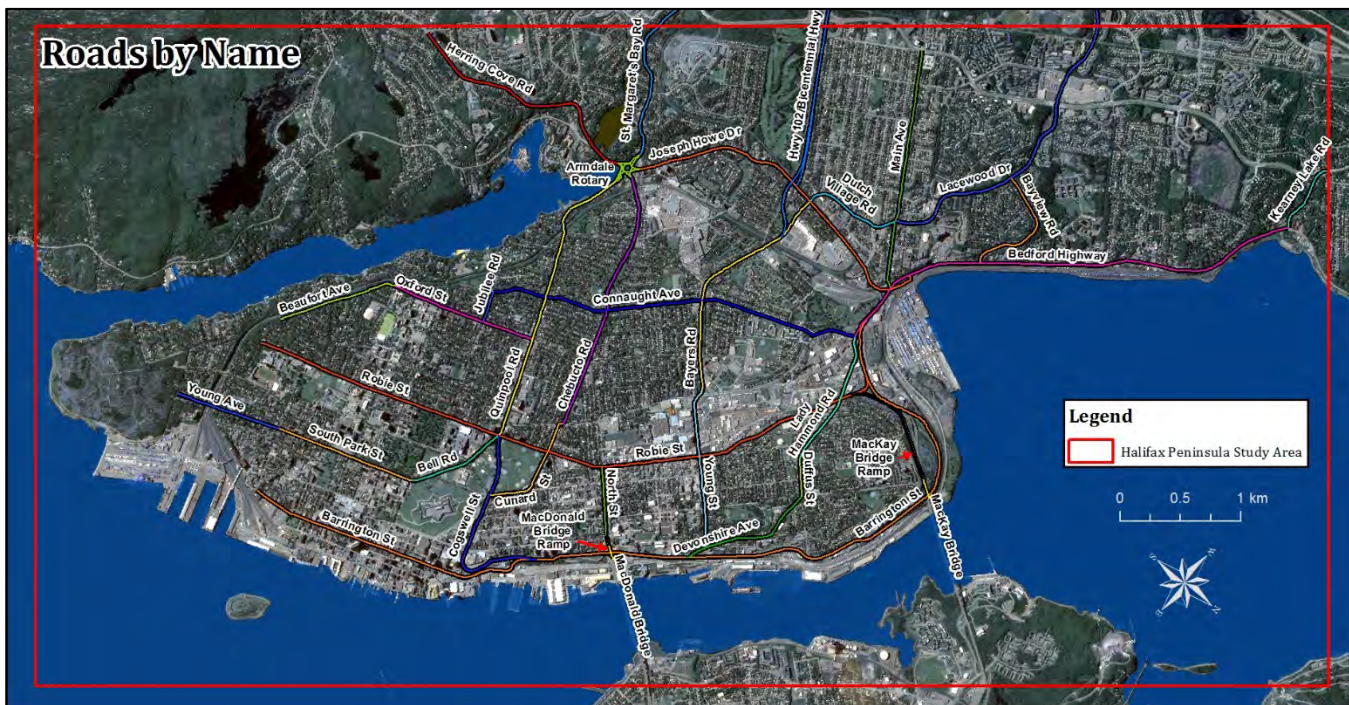 Roads by Name
Herring Cove Rd
St. Margaret's Bay Rd
Hwy 102/Bicentennial Hwy
Joseph Howe Dr
Armdale
Rotary
Main Ave
Dutch
Village Rd
Lacewood Dr
Bayview Rd
Kearney Lake Rd
Bedford Highway
Beaufort Ave
Oxford St
Jubilee Rd
Connaught Ave
Quinpool Rd
Chebucto Rd
Bayers Rd
Robie St
Young Ave
South Park St
Bell Rd
Robie St
Lady
Hammond Rd
MacKay
Bridge
Ramp
Cogswell St
Cunard St
North St
Young St
Duffus St
MacDonald
Bridge
Ramp
Devonshire Ave
Barrington St
Barrington St
MacDonald Bridge
MacKay Bridge
Legend
Halifax Peninsula Study Area
0 0.5 1 km